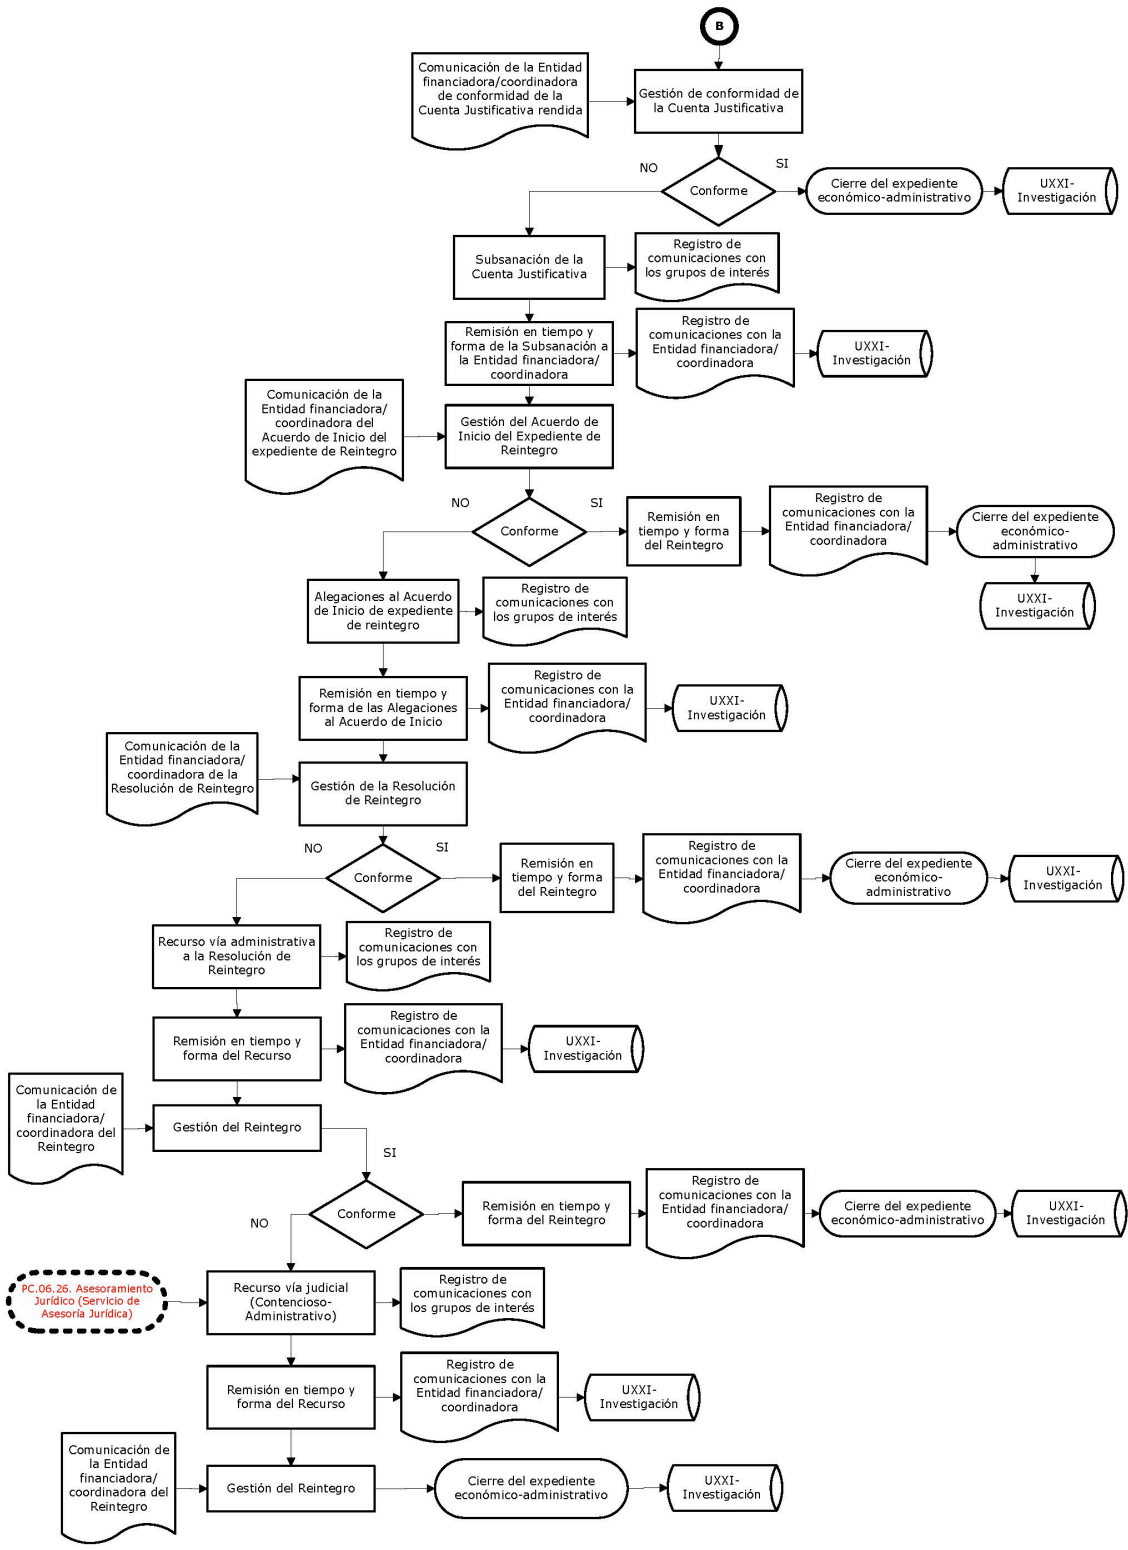 B
Comunicación de la Entidad
financiadora/coordinadora
de conformidad de la
Cuenta Justificativa rendida
Gestión de conformidad de
la Cuenta Justificativa
NO
SI
Conforme
Cierre del expediente
económico-administrativo
UXXI-
Investigación
Subsanación de la
Cuenta Justificativa
Registro de
comunicaciones con
los grupos de interés
Remisión en tiempo y
forma de la Subsanación a
la Entidad financiadora/
coordinadora
Registro de
comunicaciones con la
Entidad financiadora/
coordinadora
UXXI-
Investigación
Comunicación de la
Entidad financiadora/
coordinadora del
Acuerdo de Inicio del
expediente de Reintegro
Gestión del Acuerdo de
Inicio del Expediente de
Reintegro
NO
SI
Conforme
Remisión en
tiempo y forma
del Reintegro
Registro de
comunicaciones con la
Entidad financiadora/
coordinadora
Cierre del expediente
económico-
administrativo
UXXI-
Investigación
Alegaciones al Acuerdo
de Inicio de expediente
de reintegro
Registro de
comunicaciones con
los grupos de interés
Remisión en tiempo y
forma de las Alegaciones
al Acuerdo de Inicio
Registro de
comunicaciones con la
Entidad financiadora/
coordinadora
UXXI-
Investigación
Comunicación de la
Entidad financiadora/
coordinadora de la
Resolución de Reintegro
Gestión de la Resolución
de Reintegro
NO
SI
Conforme
Remisión en
tiempo y forma
del Reintegro
Registro de
comunicaciones con la
Entidad financiadora/
coordinadora
Cierre del expediente
económico-
administrativo
UXXI-
Investigación
Recurso vía administrativa
a la Resolución de
Reintegro
Registro de
comunicaciones con
los grupos de interés
Remisión en tiempo y
forma del Recurso
Registro de
comunicaciones con la
Entidad financiadora/
coordinadora
UXXI-
Investigación
Comunicación de
la Entidad
financiadora/
coordinadora del
Reintegro
Gestión del Reintegro
SI
NO
Conforme
Remisión en tiempo y
forma del Reintegro
Registro de
comunicaciones con la
Entidad financiadora/
coordinadora
Cierre del expediente
económico-administrativo
UXXI-
Investigación
PC.06.26. Asesoramiento
Jurídico (Servicio de
Asesoría Jurídica)
Recurso vía judicial
(Contencioso-
Administrativo)
Registro de
comunicaciones con
los grupos de interés
Remisión en tiempo y
forma del Recurso
Registro de
comunicaciones con la
Entidad financiadora/
coordinadora
UXXI-
Investigación
Comunicación de
la Entidad
financiadora/
coordinadora del
Reintegro
Gestión del Reintegro
Cierre del expediente
económico-administrativo
UXXI-
Investigación